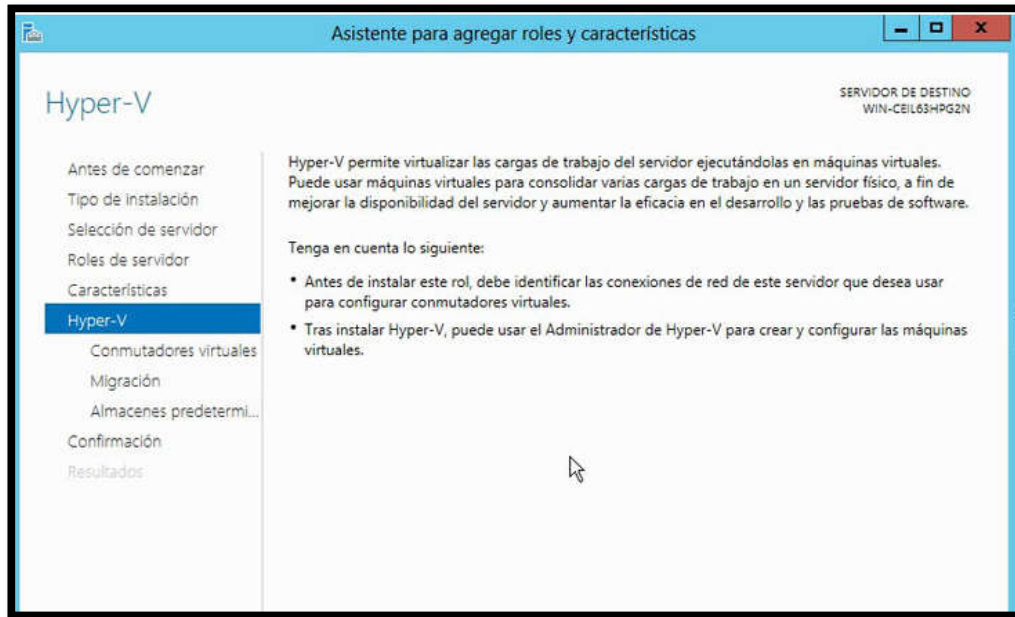 Asistente para agregar roles y características
Hyper-V
SERVIDOR DE DESTINO
WIN-CEIL63HPG2N
Antes de comenzar
Tipo de instalación
Selección de servidor
Roles de servidor
Características
Hyper-V
Conmutadores virtuales
Migración
Almacenes predetermi...
Confirmación
Resultados
Hyper-V permite virtualizar las cargas de trabajo del servidor ejecutándolas en máquinas virtuales.
Puede usar máquinas virtuales para consolidar varias cargas de trabajo en un servidor físico, a fin de
mejorar la disponibilidad del servidor y aumentar la eficacia en el desarrollo y las pruebas de software.
Tenga en cuenta lo siguiente:
• Antes de instalar este rol, debe identificar las conexiones de red de este servidor que desea usar
para configurar conmutadores virtuales.
• Tras instalar Hyper-V, puede usar el Administrador de Hyper-V para crear y configurar las máquinas
virtuales.